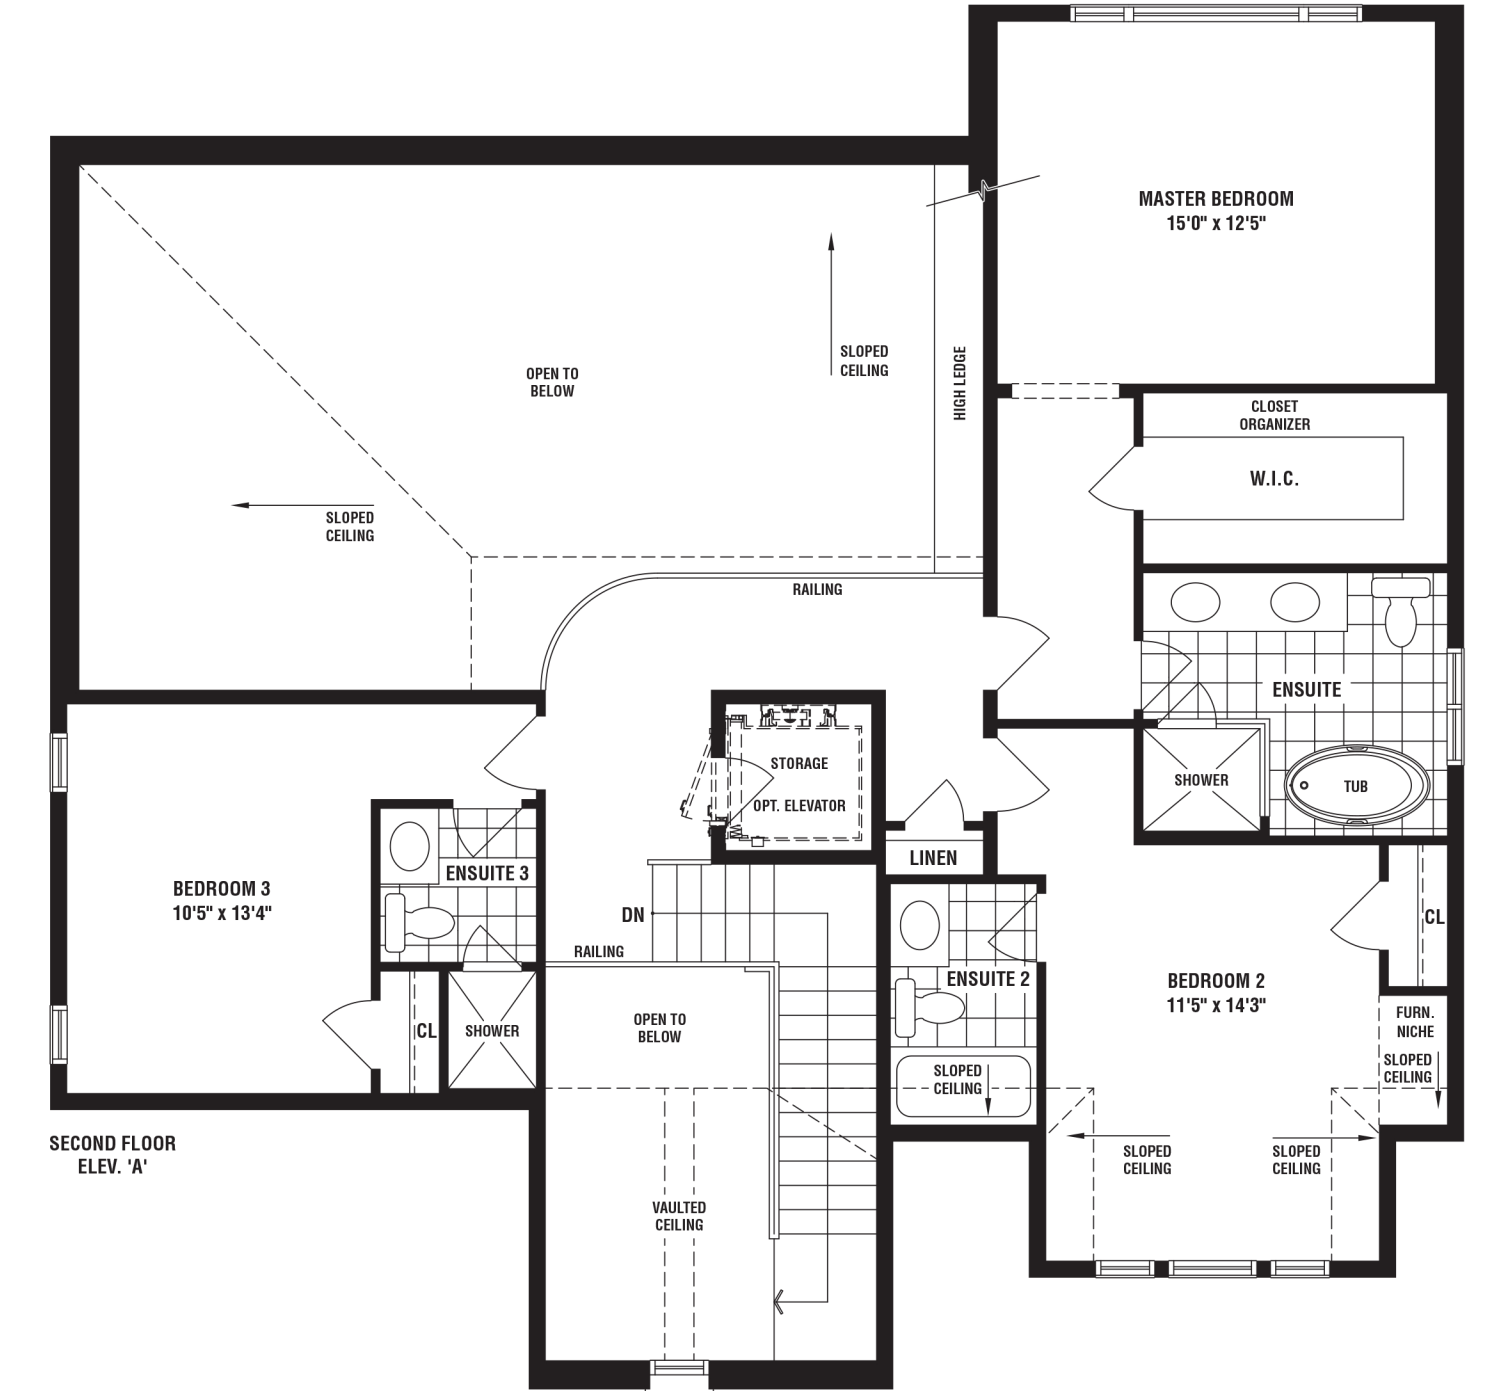 MASTER BEDROOM
15'0" x 12'5"
SLOPED
CEILING
HIGH LEDGE
OPEN TO
BELOW
CLOSET
ORGANIZER
W.I.C.
SLOPED
CEILING
RAILING
ENSUITE
STORAGE
SHOWER
TUB
OPT. ELEVATOR
LINEN
ENSUITE 3
BEDROOM 3
10'5" x 13'4"
DN
CL
RAILING
ENSUITE 2
BEDROOM 2
11'5" x 14'3"
FURN.
NICHE
OPEN TO
BELOW
CL
SHOWER
SLOPED
CEILING
SLOPED
CEILING
SECOND FLOOR
ELEV. 'A'
SLOPED
CEILING
SLOPED
CEILING
VAULTED
CEILING